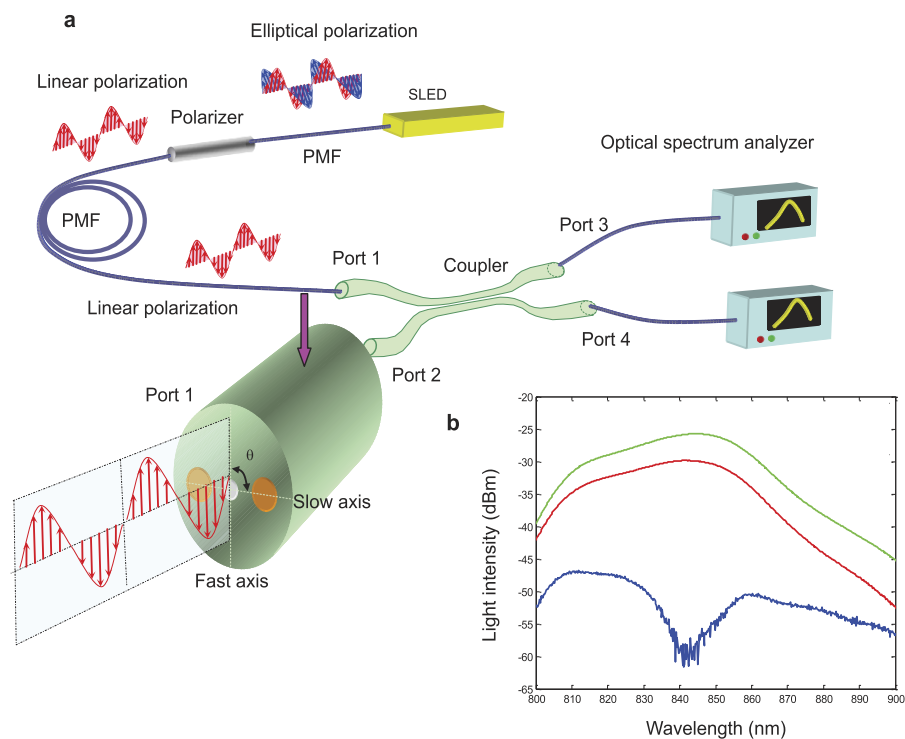 a
Elliptical polarization
Linear polarization
SLED
Polarizer
PMF
Optical spectrum analyzer
PMF
Port 3
Port 1
Coupler
Linear polarization
Port 4
Port 2
Port 1
θ
Slow axis
Fast axis
b
-20
-25
-30
-35
-40
-45
-50
-55
-60
-65
Light intensity (dBm)
800 810 820 830 840 850 860 870 880 890 900
Wavelength (nm)